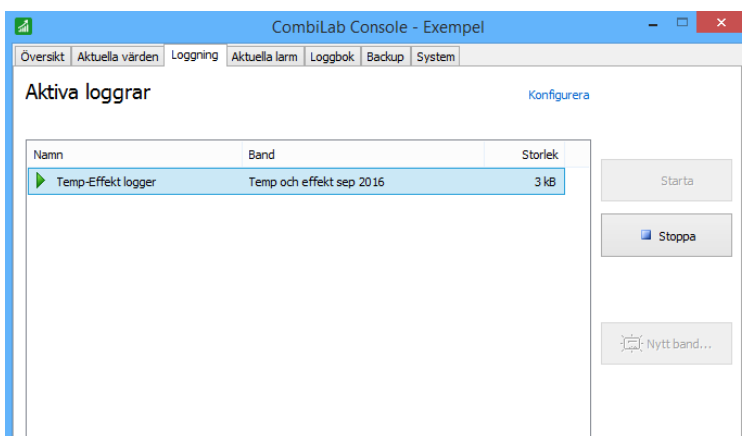 CombiLab Console - Exempel
Översikt Aktuella värden Loggning Aktuella larm Loggbok Backup System
Aktiva loggrar
Konfigurera
Namn Band Storlek
Temp-Effekt logger Temp och effekt sep 2016 3 kB
Starta
Stoppa
Nytt band...